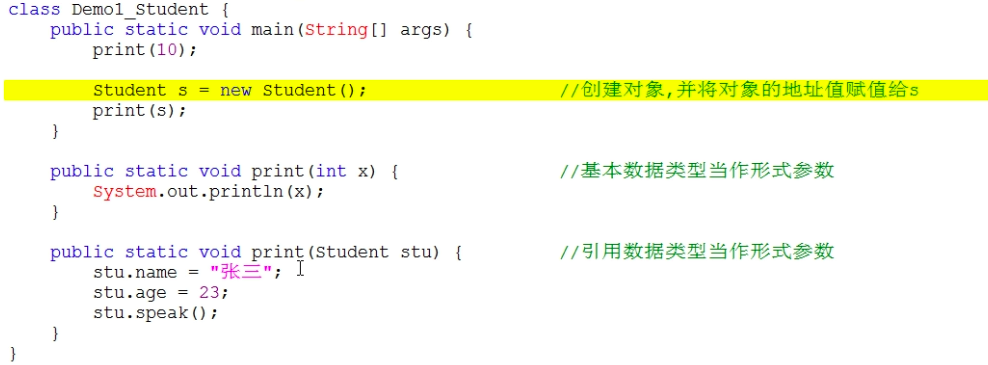 class Demo1_Student {
    public static void main(String[] args) {
        print(10);
        Student s = new Student();                    //创建对象,并将对象的地址值赋值给s
        print(s);
    }
    public static void print(int x) {                 //基本数据类型当作形式参数
        System.out.println(x);
    }
    public static void print(Student stu) {           //引用数据类型当作形式参数
        stu.name = "张三";
        stu.age = 23;
        stu.speak();
    }
}